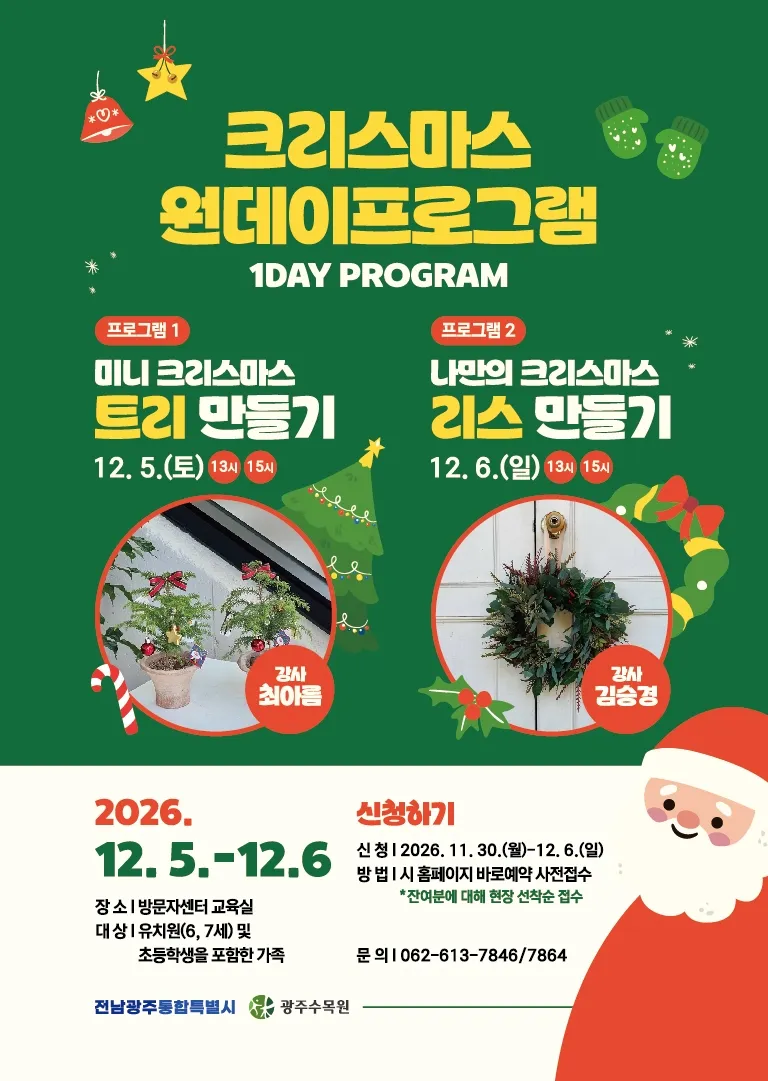 크리스마스
원데이프로그램
1DAY PROGRAM
프로그램 1
미니 크리스마스
트리 만들기
12. 5.(토) 13시 15시
강사
최아름
프로그램 2
나만의 크리스마스
리스 만들기
12. 6.(일) 13시 15시
강사
김승경
2026.
12. 5.-12.6
장 소 I 방문자센터 교육실
대 상 I 유치원(6, 7세) 및
초등학생을 포함한 가족
신청하기
신 청 I 2026. 11. 30.(월)-12. 6.(일)
방 법 I 시 홈페이지 바로예약 사전접수
*잔여분에 대해 현장 선착순 접수
문 의 I 062-613-7846/7864
전남광주통합특별시 광주수목원